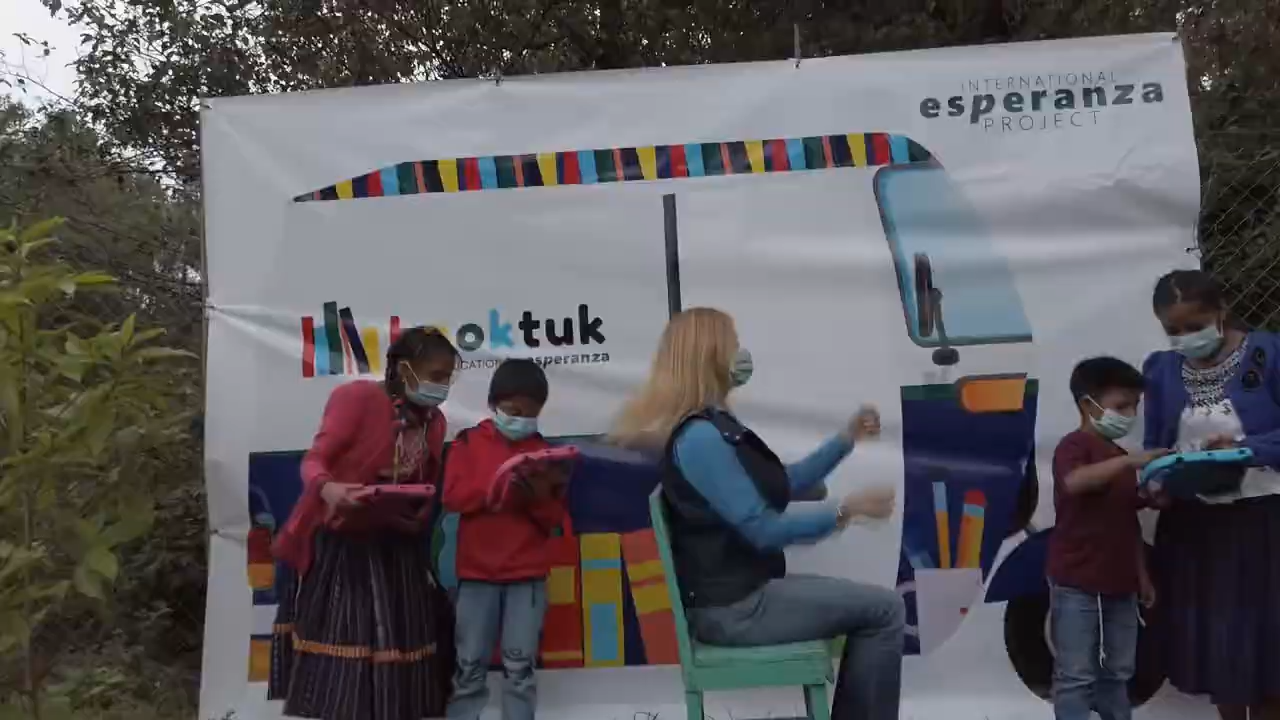 INTERNATIONAL
esperanza
PROJECT
oktuk
esperanza